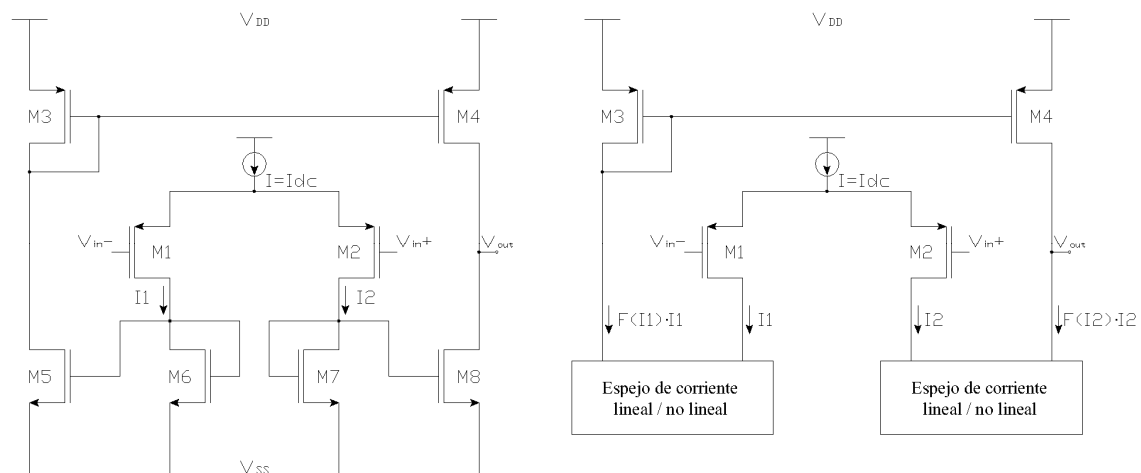 VDD
M3
M4
I=Idc
Vin-
M1
M2
Vin+
Vout
I1
I2
M5
M6
M7
M8
VSS
VDD
M3
M4
I=Idc
Vin-
M1
M2
Vin+
Vout
F(I1)·I1
I1
I2
F(I2)·I2
Espejo de corriente
lineal / no lineal
Espejo de corriente
lineal / no lineal